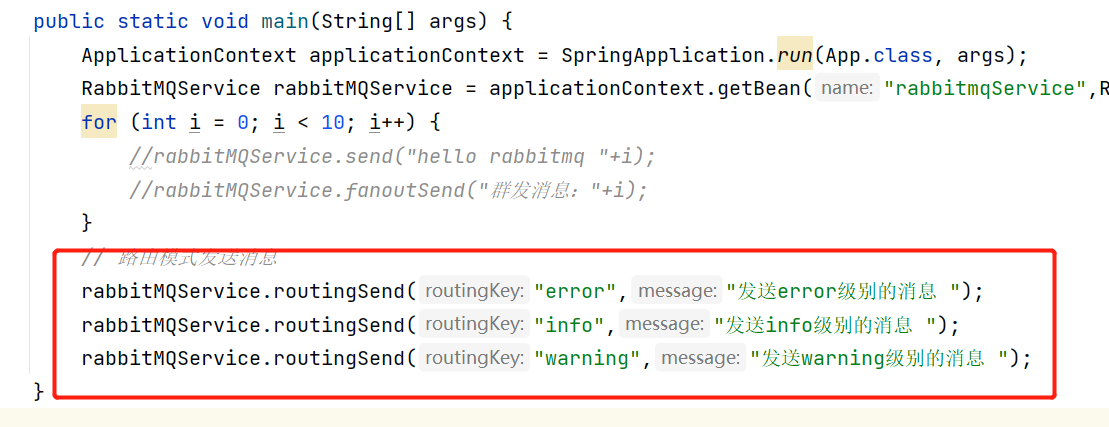 public static void main(String[] args) {
ApplicationContext applicationContext = SpringApplication.run(App.class, args);
RabbitMQService rabbitMQService = applicationContext.getBean( name: "rabbitmqService",R
for (int i = 0; i < 10; i++) {
//rabbitMQService.send("hello rabbitmq "+i);
//rabbitMQService.fanoutSend("群发消息："+i);
}
// 路由模式发送消息
rabbitMQService.routingSend( routingKey: "error", message: "发送error级别的消息 ");
rabbitMQService.routingSend( routingKey: "info", message: "发送info级别的消息 ");
rabbitMQService.routingSend( routingKey: "warning", message: "发送warning级别的消息 ");
}